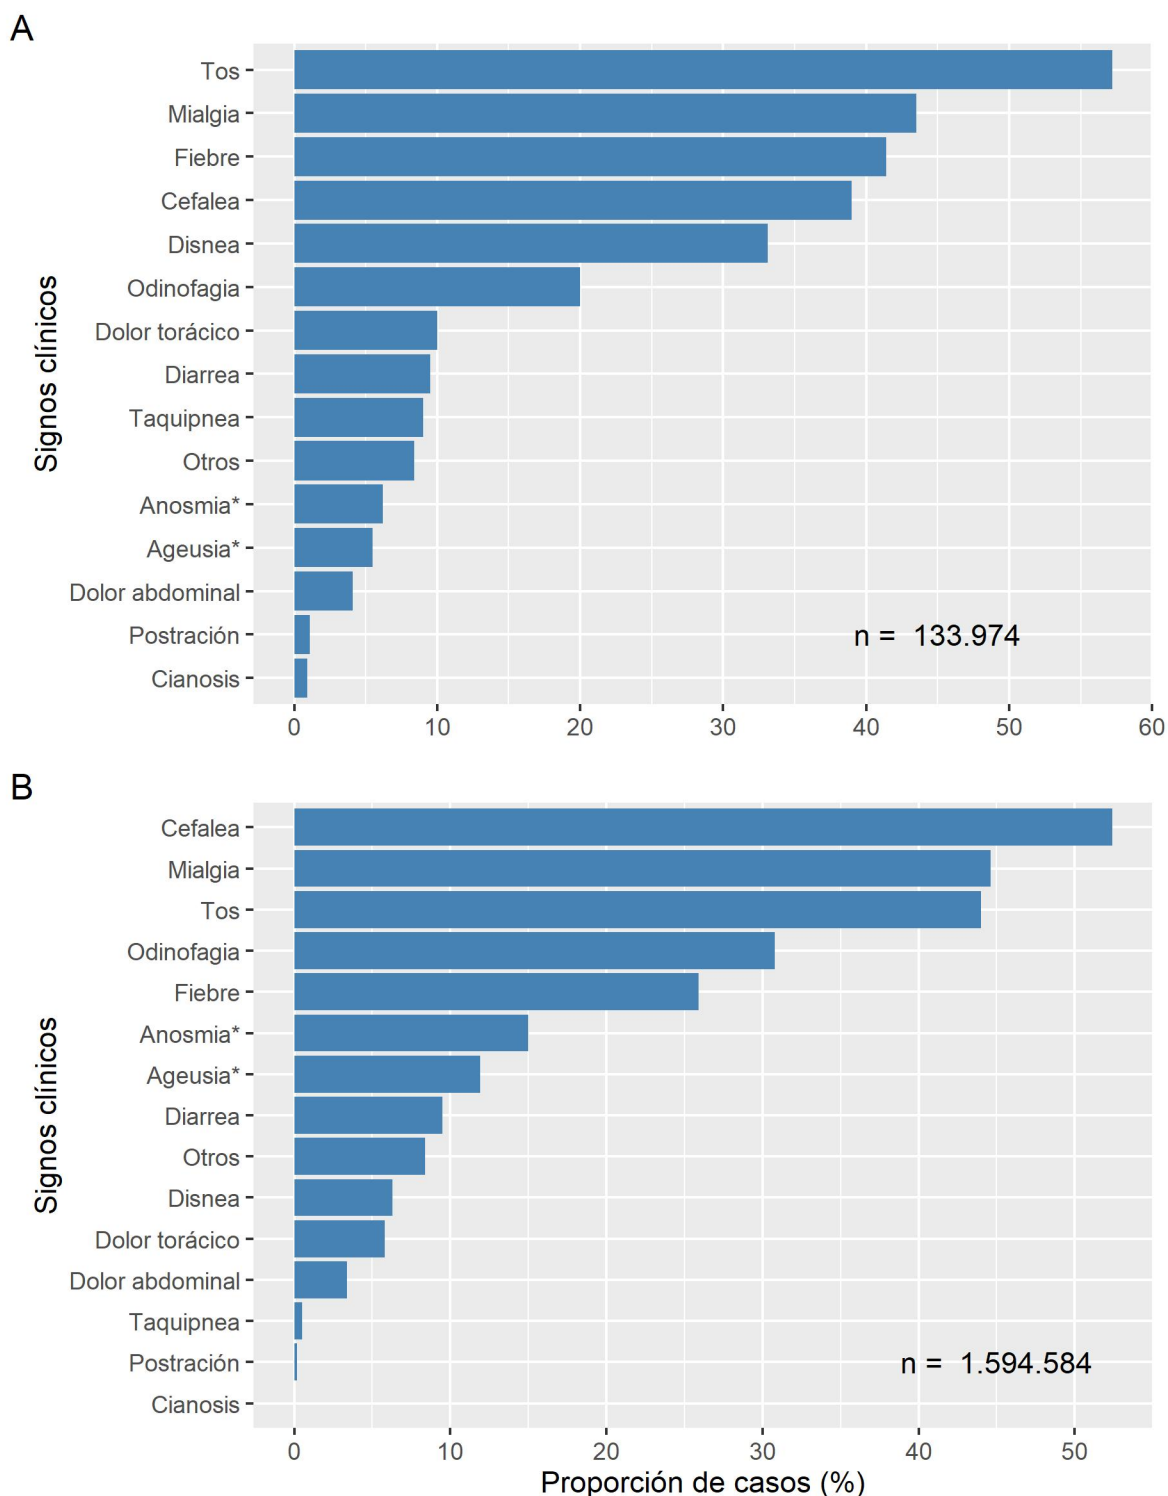 A
Signos clínicos
Tos
Mialgia
Fiebre
Cefalea
Disnea
Odinofagia
Dolor torácico
Diarrea
Taquipnea
Otros
Anosmia*
Ageusia*
Dolor abdominal
Postración
Cianosis
n = 133.974
0 10 20 30 40 50 60
B
Signos clínicos
Cefalea
Mialgia
Tos
Odinofagia
Fiebre
Anosmia*
Ageusia*
Diarrea
Otros
Disnea
Dolor torácico
Dolor abdominal
Taquipnea
Postración
Cianosis
n = 1.594.584
0 10 20 30 40 50
Proporción de casos (%)